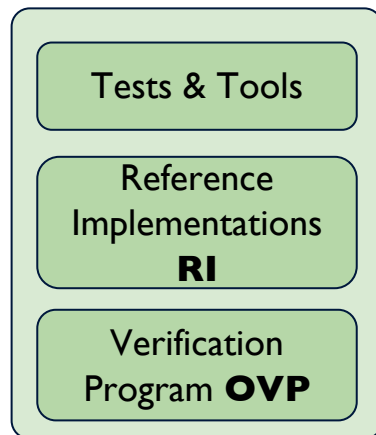 Tests & Tools
Reference
Implementations
RI
Verification
Program OVP